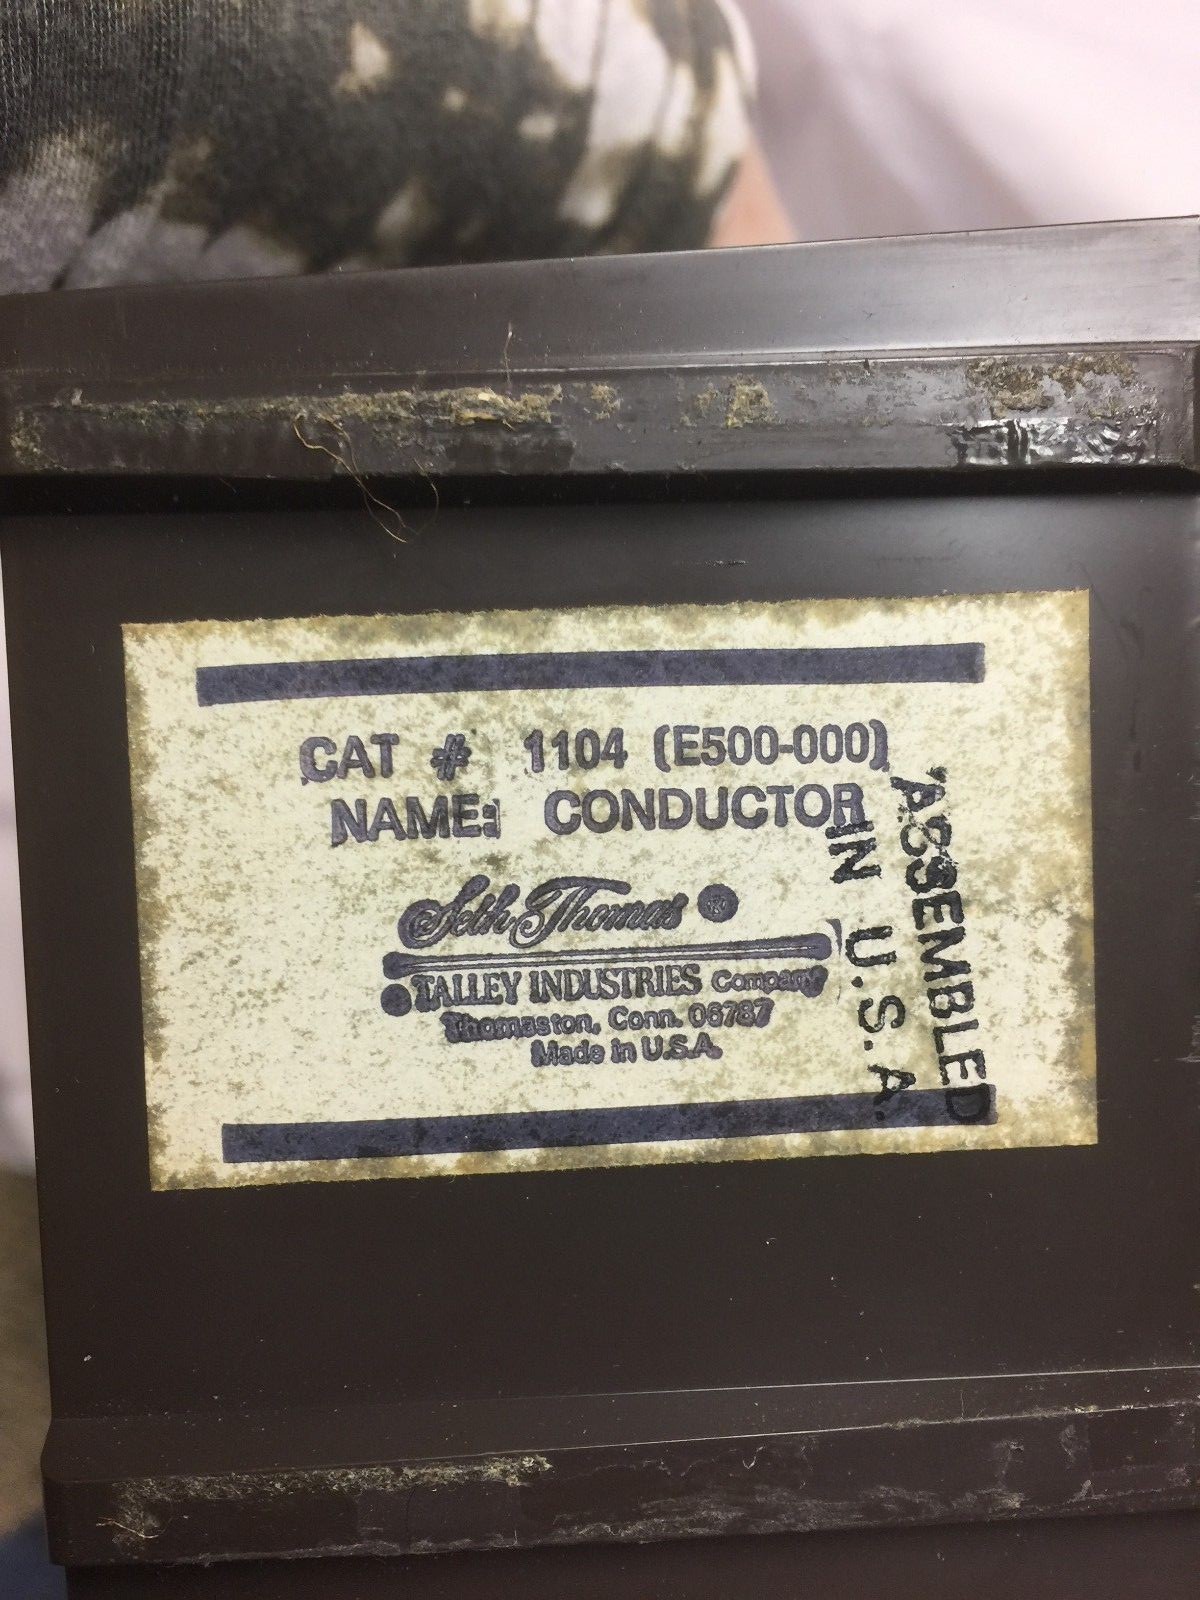 CAT # 1104 (E500-000)
NAME: CONDUCTOR
Seth Thomas ®
TALLEY INDUSTRIES Company
Thomaston, Conn. 06787
Made in U.S.A.
ASSEMBLED
IN U.S.A.